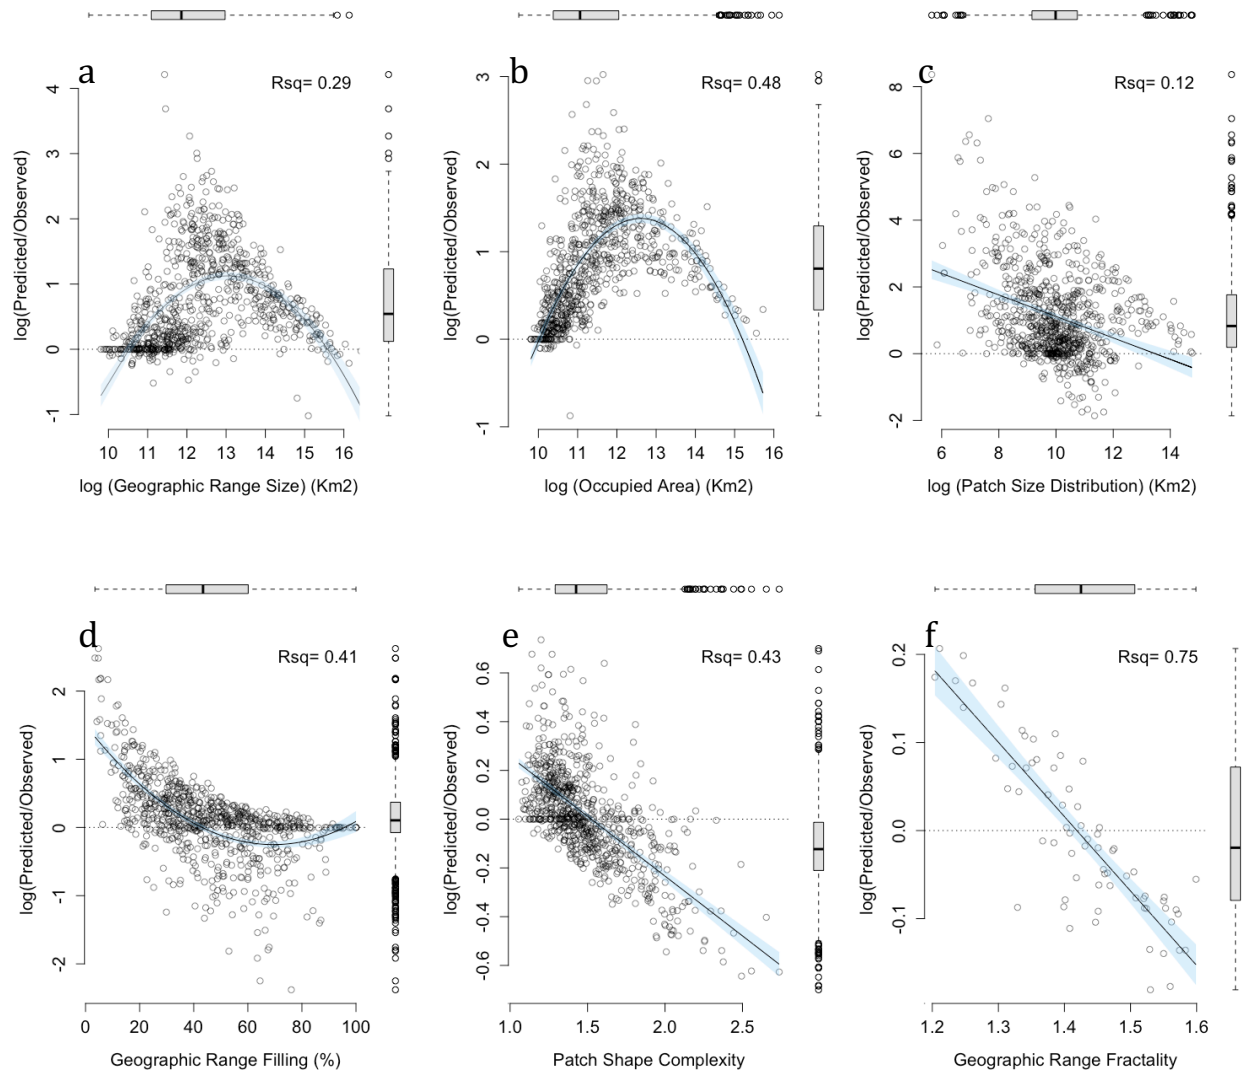 a
Rsq= 0.29
log(Predicted/Observed)
4
3
2
1
0
-1
10 11 12 13 14 15 16
log (Geographic Range Size) (Km2)
b
Rsq= 0.48
log(Predicted/Observed)
3
2
1
0
-1
10 11 12 13 14 15 16
log (Occupied Area) (Km2)
c
Rsq= 0.12
log(Predicted/Observed)
8
6
4
2
0
-2
6 8 10 12 14
log (Patch Size Distribution) (Km2)
d
Rsq= 0.41
log(Predicted/Observed)
2
1
0
-1
-2
0 20 40 60 80 100
Geographic Range Filling (%)
e
Rsq= 0.43
log(Predicted/Observed)
0.6
0.4
0.2
0.0
-0.2
-0.4
-0.6
1.0 1.5 2.0 2.5
Patch Shape Complexity
f
Rsq= 0.75
log(Predicted/Observed)
0.2
0.1
0.0
-0.1
1.2 1.3 1.4 1.5 1.6
Geographic Range Fractality